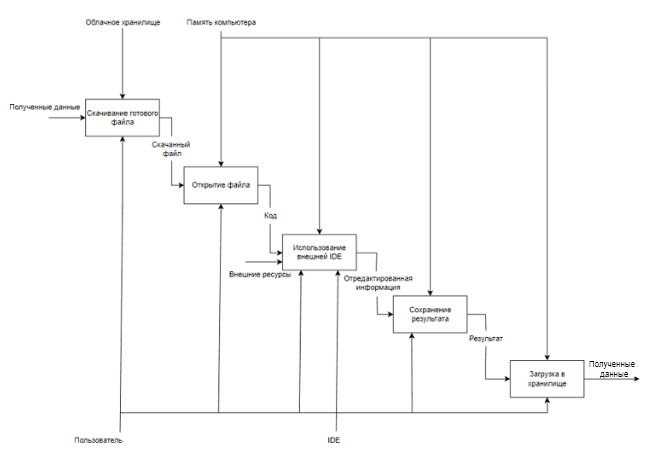 Облачное хранилище
Память компьютера
Полученные данные
Скачивание готового
файла
Скачанный
файл
Открытие файла
Код
Использование
внешней IDE
Внешние ресурсы
Отредактированная
информация
Сохранение
результата
Результат
Полученные
данные
Загрузка в
хранилище
Пользователь
IDE